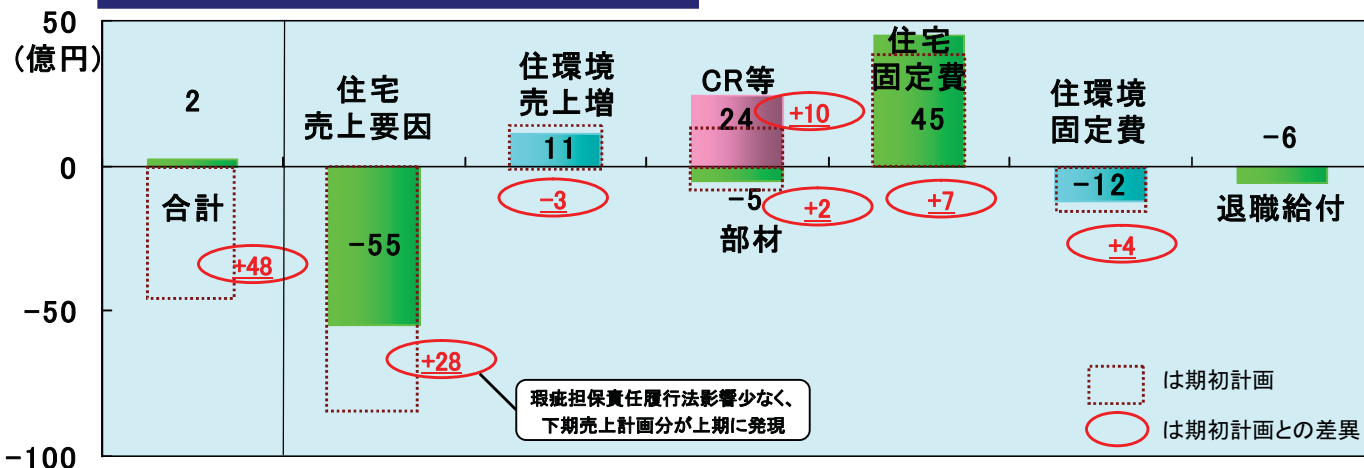 50
(億円)
0
-50
-100
2
合計
+48
住宅
売上要因
-55
+28
瑕疵担保責任履行法影響少なく、
下期売上計画分が上期に発現
住環境
売上増
11
-3
CR等
24
+10
-5
部材
+2
住宅
固定費
45
+7
住環境
固定費
-12
+4
-6
退職給付
は期初計画
は期初計画との差異